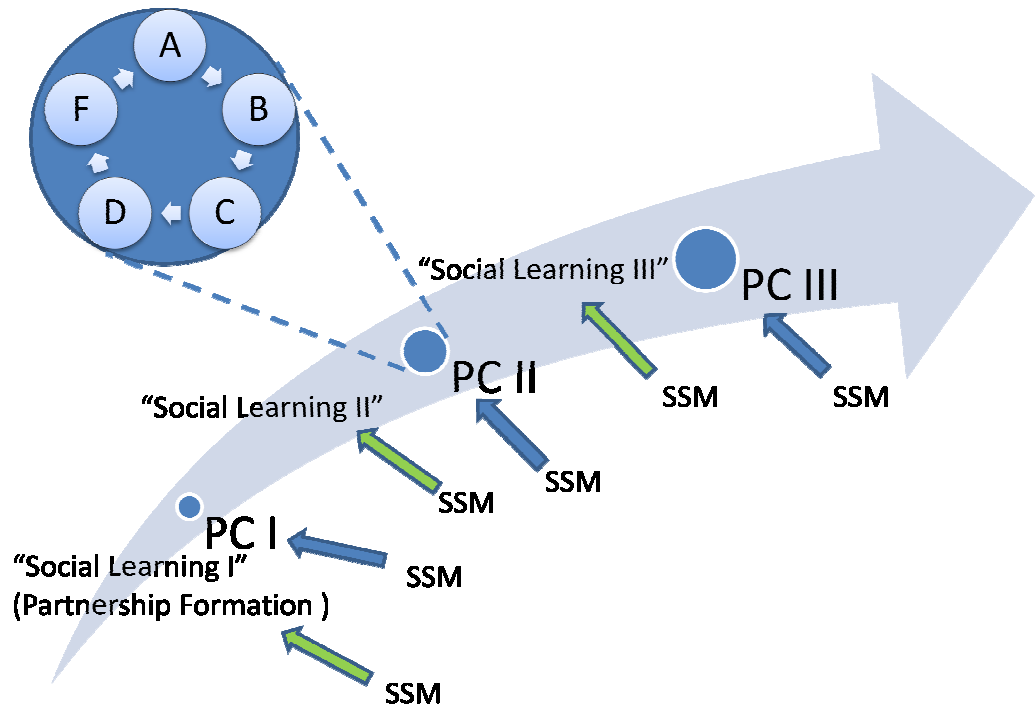 A
B
C
D
F
“Social Learning III”
PC III
SSM
SSM
PC II
“Social Learning II”
SSM
SSM
PC I
“Social Learning I”
(Partnership Formation )
SSM
SSM